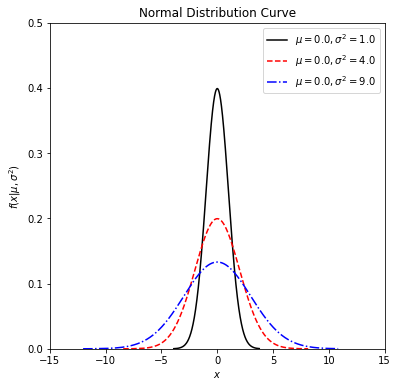 Normal Distribution Curve
μ = 0.0, σ² = 1.0
μ = 0.0, σ² = 4.0
μ = 0.0, σ² = 9.0
f(x|μ, σ²)
0.5
0.4
0.3
0.2
0.1
0.0
−15 −10 −5 0 5 10 15
x